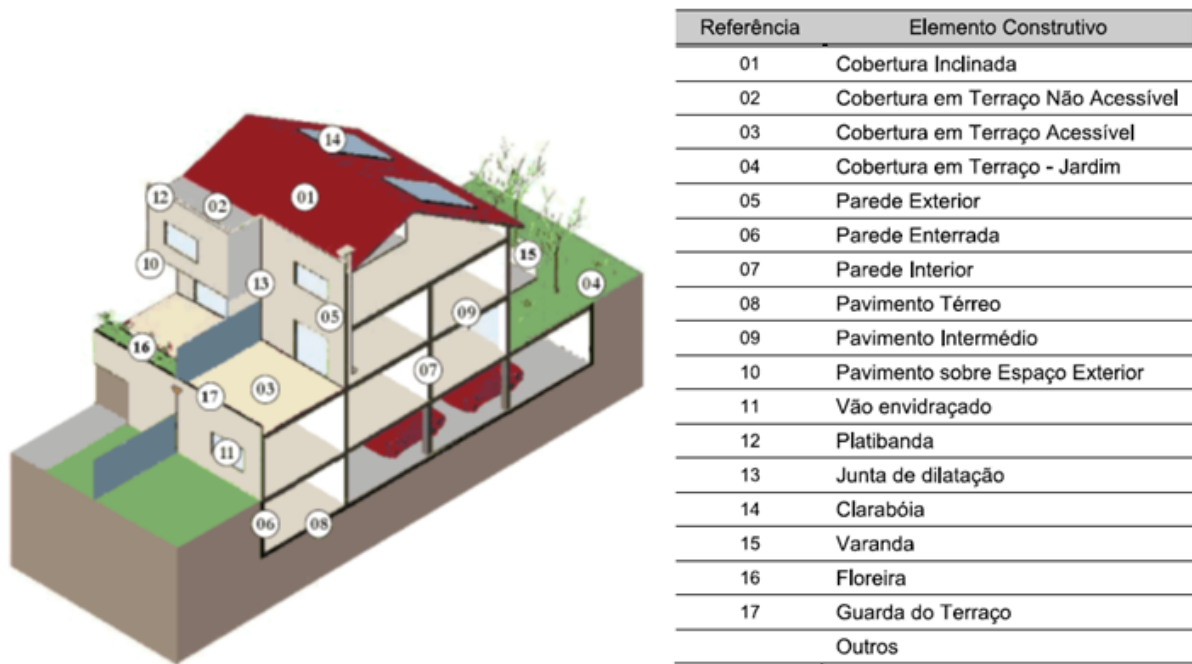 14
01
12
02
10
13
15
04
05
09
16
03
07
17
11
06
08
Referência Elemento Construtivo
01 Cobertura Inclinada
02 Cobertura em Terraço Não Acessível
03 Cobertura em Terraço Acessível
04 Cobertura em Terraço - Jardim
05 Parede Exterior
06 Parede Enterrada
07 Parede Interior
08 Pavimento Térreo
09 Pavimento Intermédio
10 Pavimento sobre Espaço Exterior
11 Vão envidraçado
12 Platibanda
13 Junta de dilatação
14 Clarabóia
15 Varanda
16 Floreira
17 Guarda do Terraço
Outros